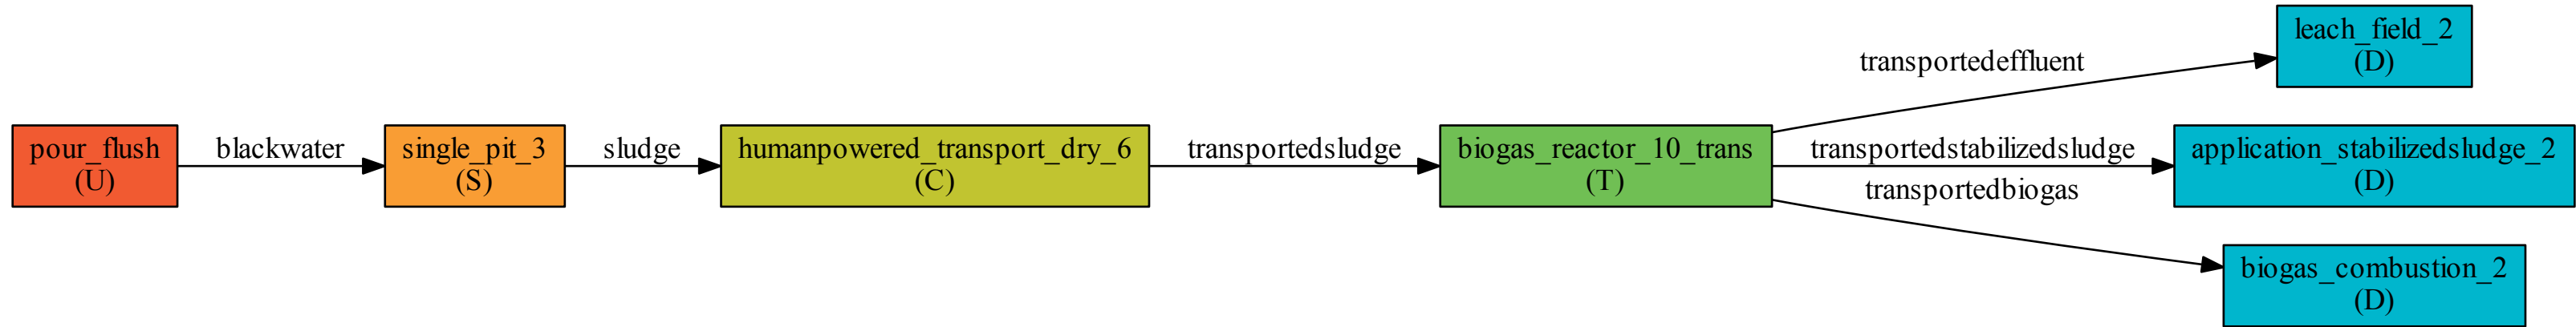 pour_flush
(U)
blackwater
single_pit_3
(S)
sludge
humanpowered_transport_dry_6
(C)
transportedsludge
biogas_reactor_10_trans
(T)
transportedeffluent
leach_field_2
(D)
transportedstabilizedsludge
application_stabilizedsludge_2
(D)
transportedbiogas
biogas_combustion_2
(D)